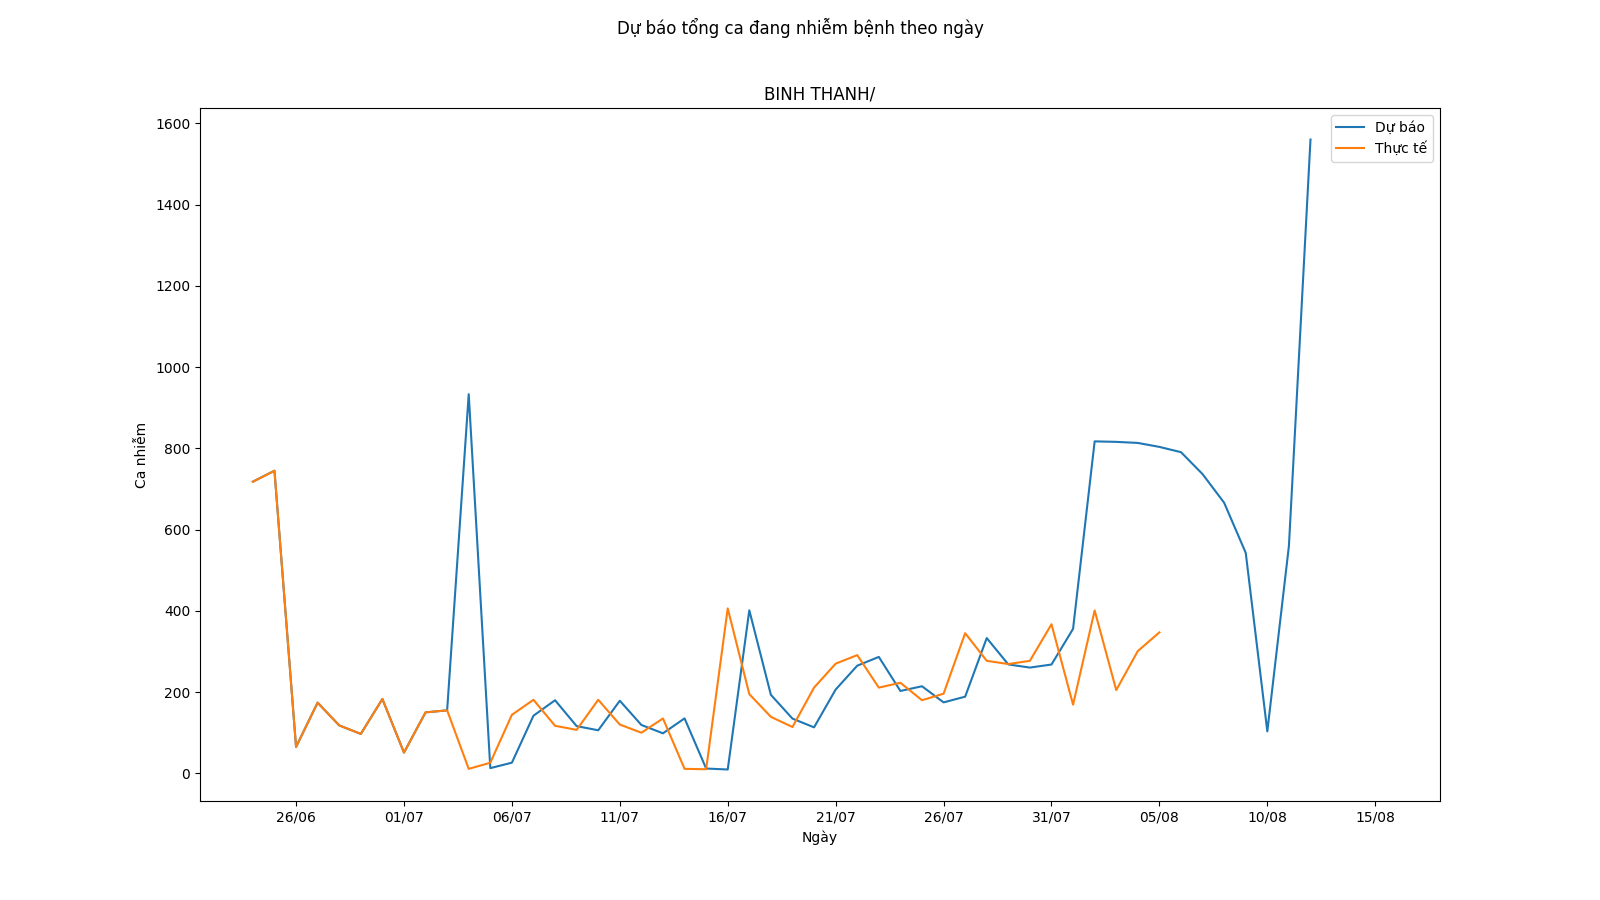 Dự báo tổng ca đang nhiễm bệnh theo ngày
BINH THANH/
Dự báo
Thực tế
Ca nhiễm
1600
1400
1200
1000
800
600
400
200
0
26/06 01/07 06/07 11/07 16/07 21/07 26/07 31/07 05/08 10/08 15/08
Ngày